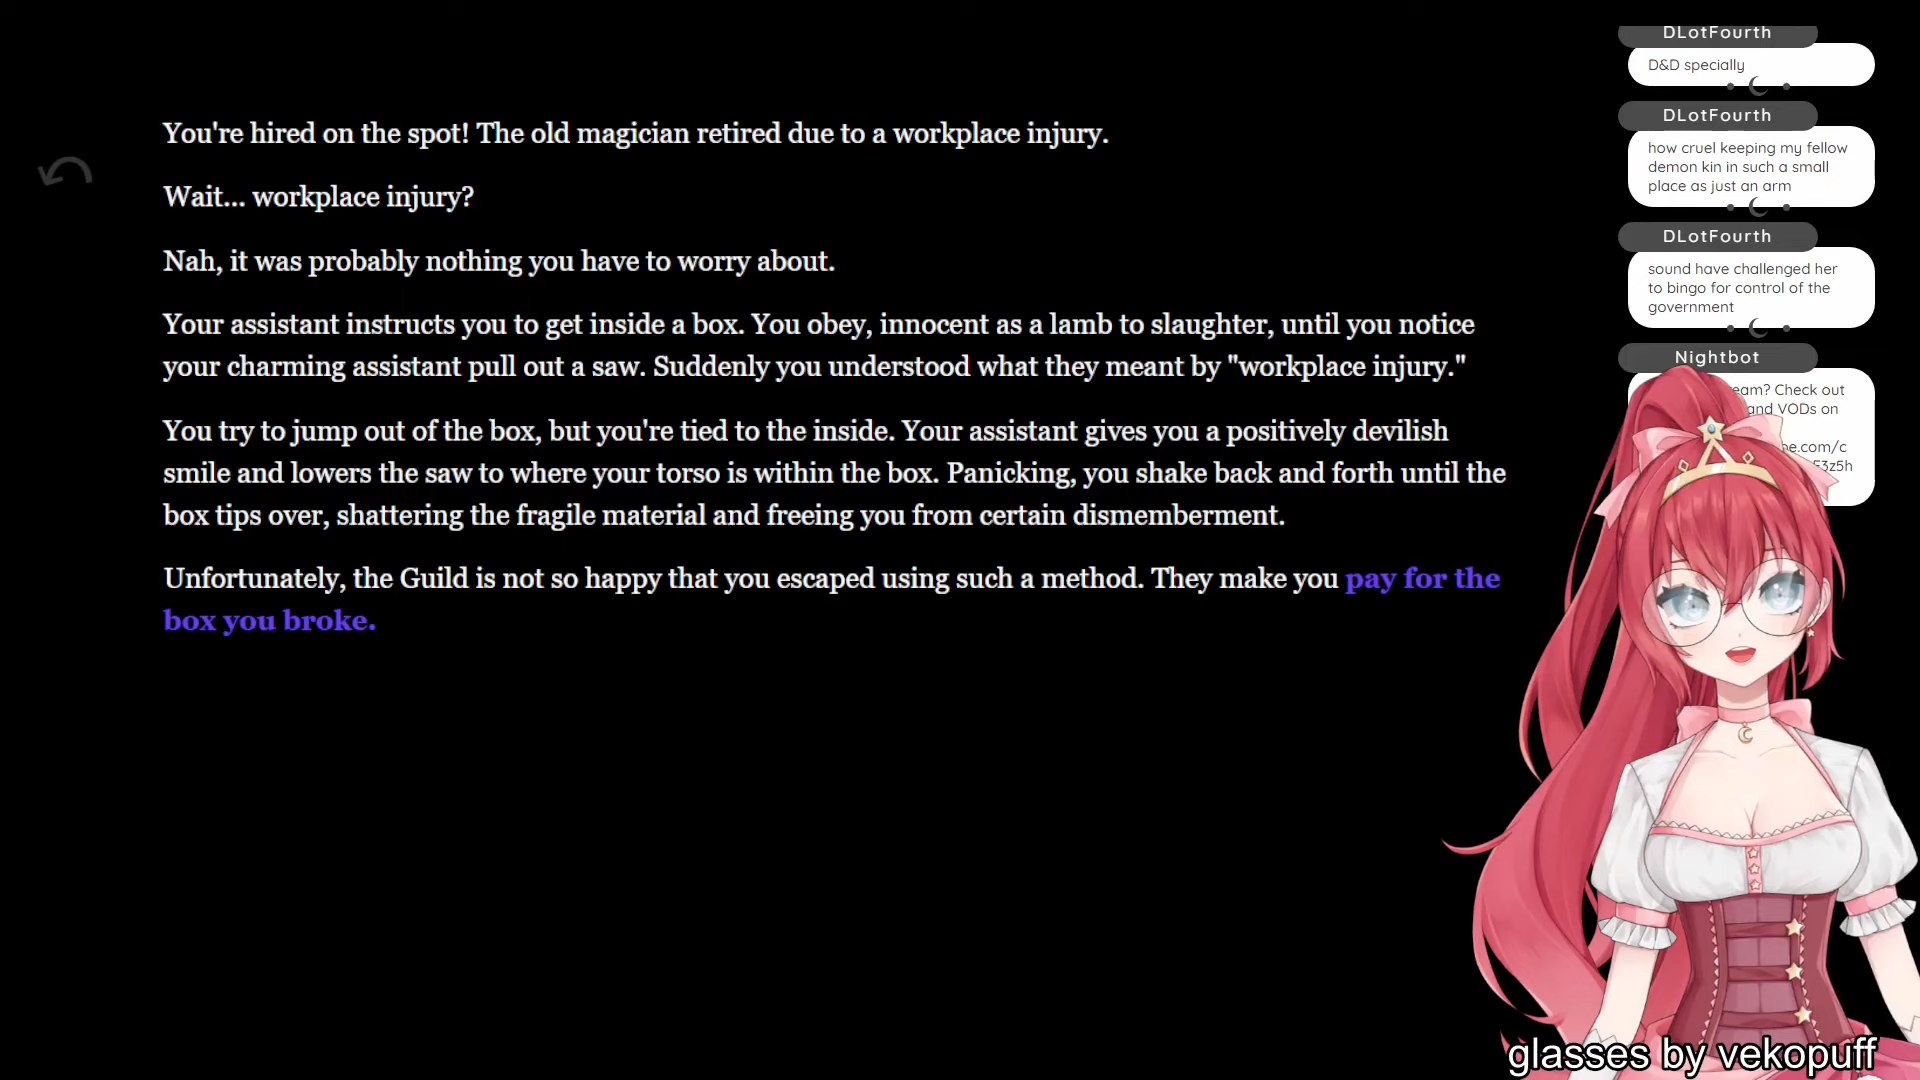 You're hired on the spot! The old magician retired due to a workplace injury.
Wait... workplace injury?
Nah, it was probably nothing you have to worry about.
Your assistant instructs you to get inside a box. You obey, innocent as a lamb to slaughter, until you notice
your charming assistant pull out a saw. Suddenly you understood what they meant by "workplace injury."
You try to jump out of the box, but you're tied to the inside. Your assistant gives you a positively devilish
smile and lowers the saw to where your torso is within the box. Panicking, you shake back and forth until the
box tips over, shattering the fragile material and freeing you from certain dismemberment.
Unfortunately, the Guild is not so happy that you escaped using such a method. They make you pay for the
box you broke.
DLotFourth
D&D specially
DLotFourth
how cruel keeping my fellow
demon kin in such a small
place as just an arm
DLotFourth
sound have challenged her
to bingo for control of the
government
Nightbot
Check out
and VODs on
glasses by vekopuff